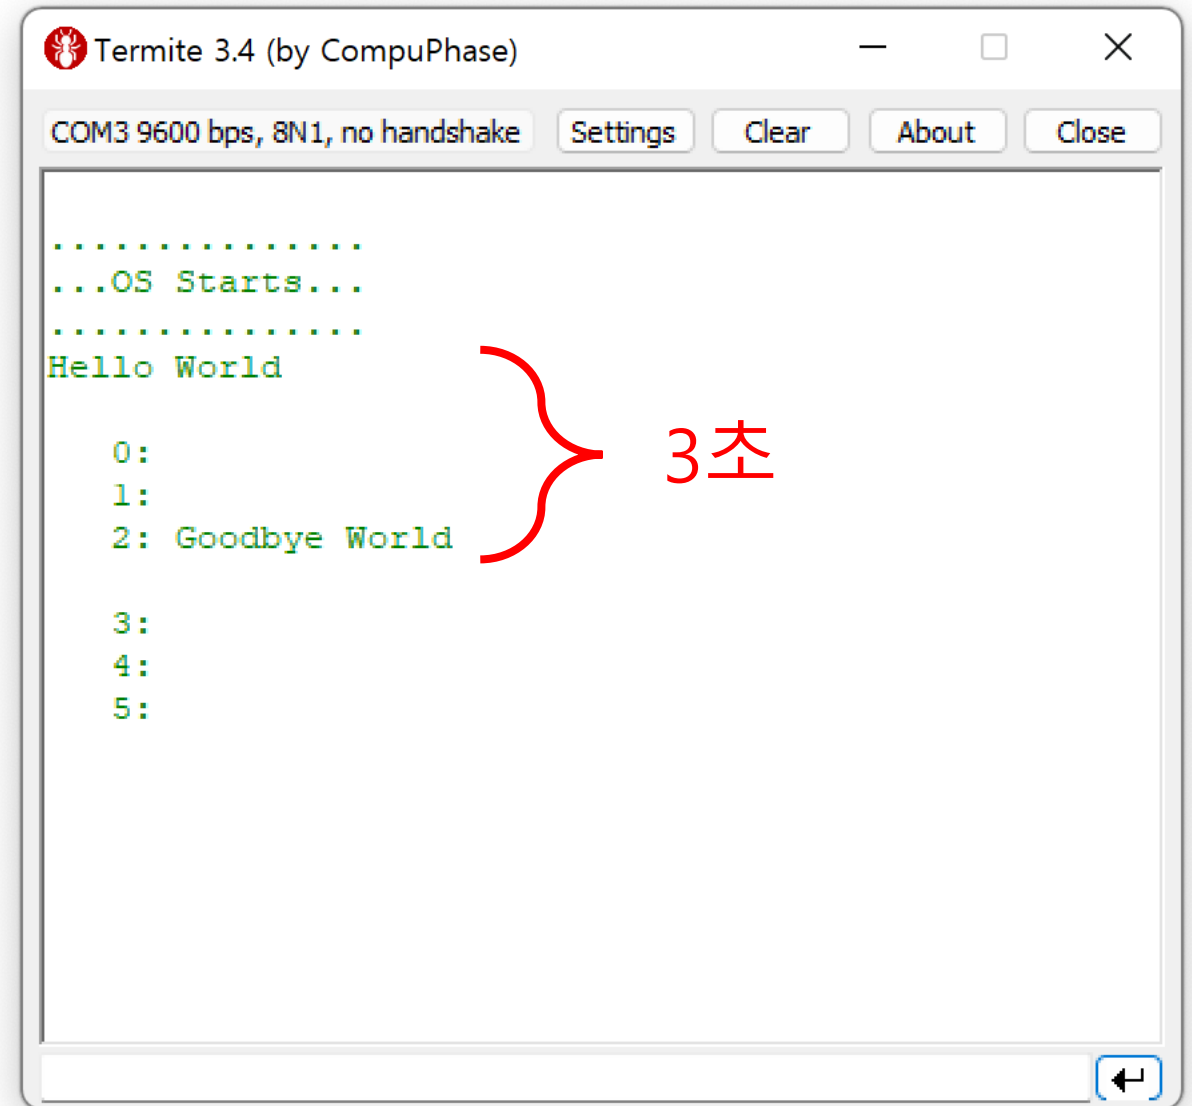 Termite 3.4 (by CompuPhase)
COM3 9600 bps, 8N1, no handshake Settings Clear About Close
...............
...OS Starts...
...............
Hello World
0:
1:
2: Goodbye World
3:
4:
5:
3초